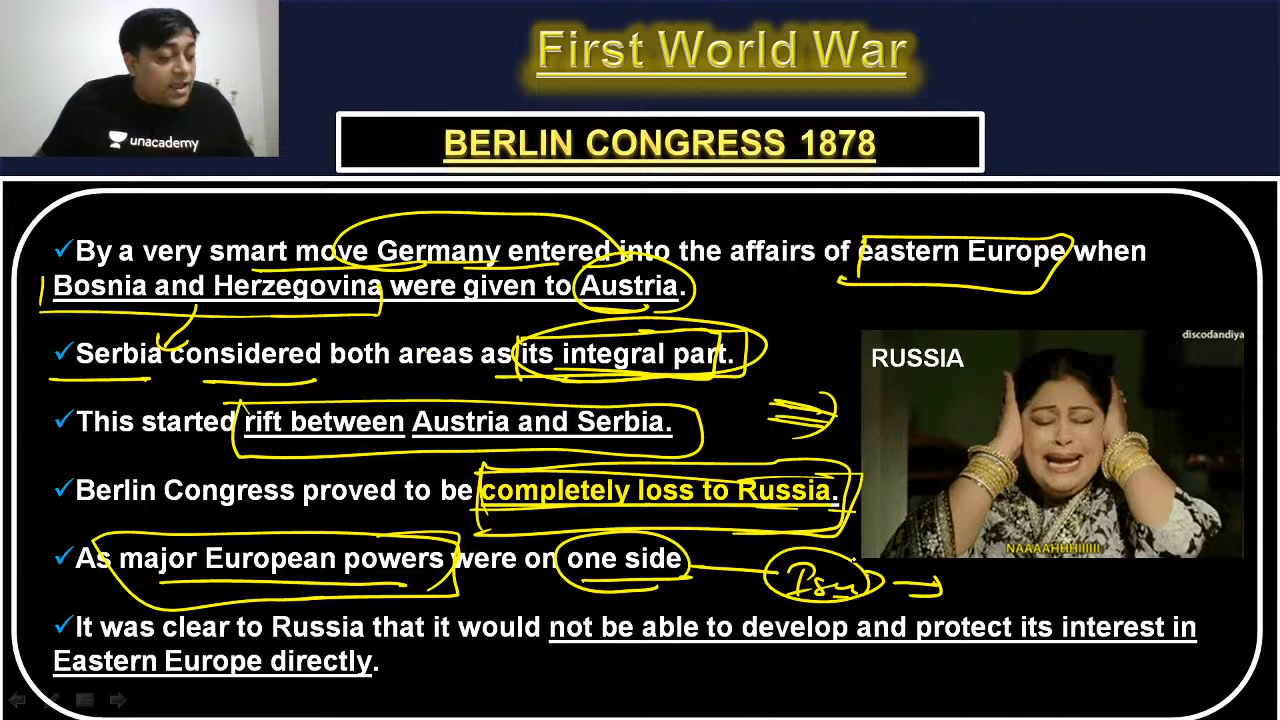 First World War
unacademy
BERLIN CONGRESS 1878
✓By a very smart move Germany entered into the affairs of eastern Europe when
Bosnia and Herzegovina were given to Austria.
✓Serbia considered both areas as its integral part.
✓This started rift between Austria and Serbia.
✓Berlin Congress proved to be completely loss to Russia.
✓As major European powers were on one side
✓It was clear to Russia that it would not be able to develop and protect its interest in
Eastern Europe directly.
discodandiya
RUSSIA
NAAAAHHHIIIIII